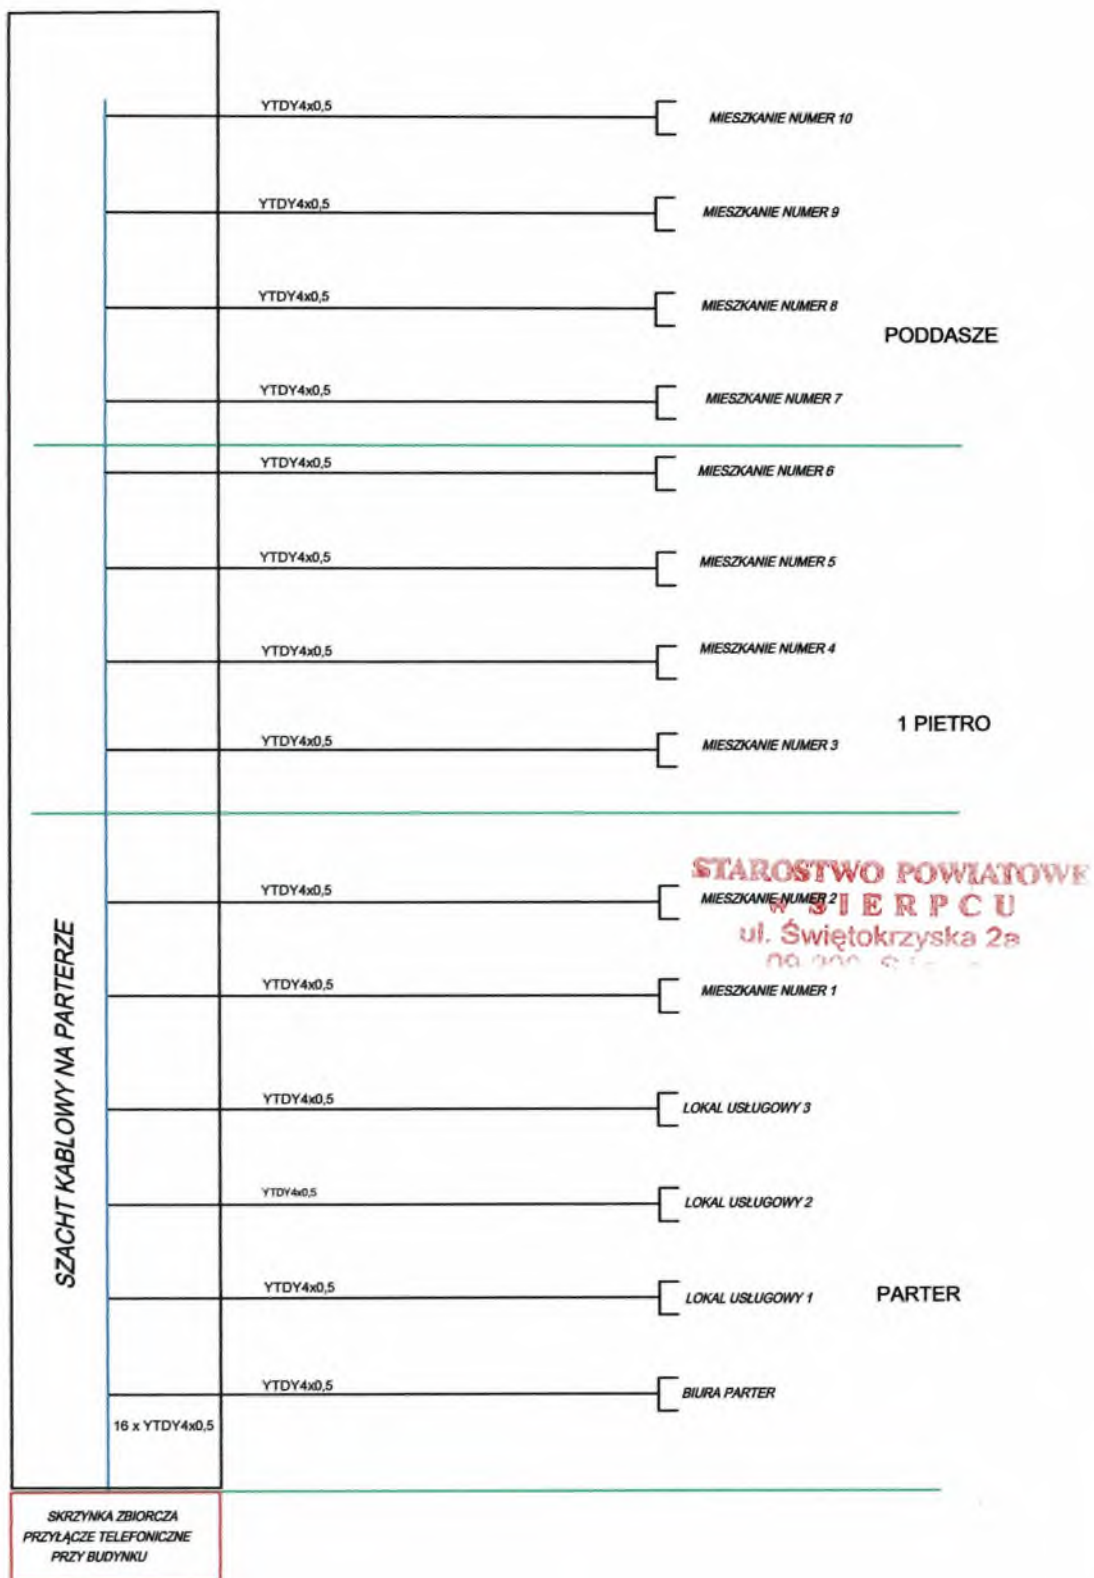 YTDY4x0,5
MIESZKANIE NUMER 10
YTDY4x0,5
MIESZKANIE NUMER 9
YTDY4x0,5
MIESZKANIE NUMER 8
PODDASZE
YTDY4x0,5
MIESZKANIE NUMER 7
YTDY4x0,5
MIESZKANIE NUMER 6
YTDY4x0,5
MIESZKANIE NUMER 5
YTDY4x0,5
MIESZKANIE NUMER 4
1 PIETRO
YTDY4x0,5
MIESZKANIE NUMER 3
STAROSTWO POWIATOWE
w SIERPCU
ul. Świętokrzyska 2a
YTDY4x0,5
MIESZKANIE NUMER 2
YTDY4x0,5
MIESZKANIE NUMER 1
SZACHT KABLOWY NA PARTERZE
YTDY4x0,5
LOKAL USŁUGOWY 3
YTDY4x0,5
LOKAL USŁUGOWY 2
YTDY4x0,5
LOKAL USŁUGOWY 1
PARTER
YTDY4x0,5
BIURA PARTER
16 x YTDY4x0,5
SKRZYNKA ZBIORCZA
PRZYŁĄCZE TELEFONICZNE
PRZY BUDYNKU